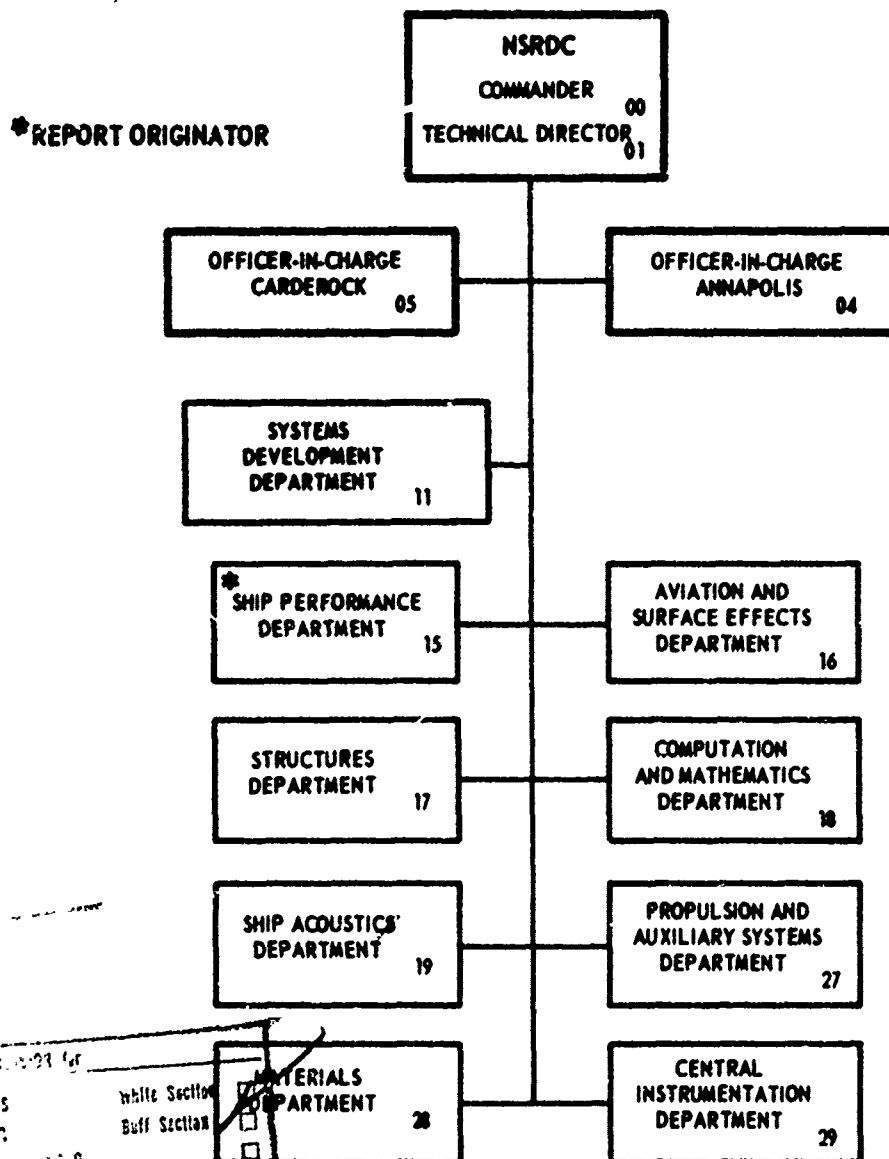 NSRDC
COMMANDER
00
TECHNICAL DIRECTOR
01
*REPORT ORIGINATOR
OFFICER-IN-CHARGE
CARDEROCK
05
OFFICER-IN-CHARGE
ANNAPOLIS
04
SYSTEMS
DEVELOPMENT
DEPARTMENT
11
*
SHIP PERFORMANCE
DEPARTMENT
15
AVIATION AND
SURFACE EFFECTS
DEPARTMENT
16
STRUCTURES
DEPARTMENT
17
COMPUTATION
AND MATHEMATICS
DEPARTMENT
18
SHIP ACOUSTICS
DEPARTMENT
19
PROPULSION AND
AUXILIARY SYSTEMS
DEPARTMENT
27
MATERIALS
DEPARTMENT
28
CENTRAL
INSTRUMENTATION
DEPARTMENT
29
White Section
Buff Section